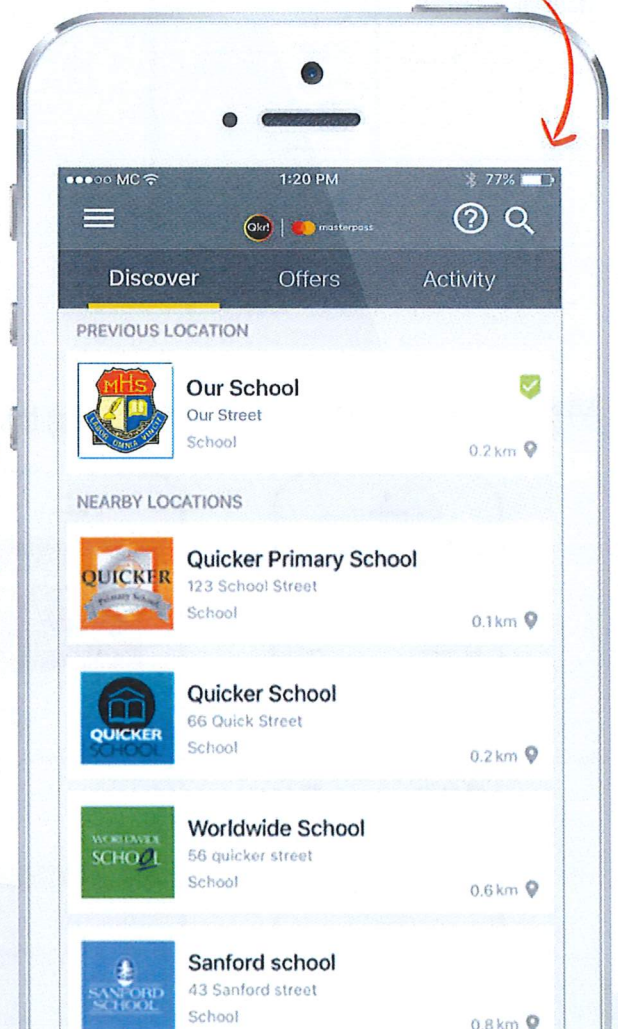 MC
1:20 PM
77%
Qkr! masterpass
Discover
Offers
Activity
PREVIOUS LOCATION
MHS
LABOR OMNIA VINCIT
Our School
Our Street
School
0.2 km
NEARBY LOCATIONS
QUICKER
Primary School
Quicker Primary School
123 School Street
School
0.1 km
QUICKER
SCHOOL
Quicker School
66 Quick Street
School
0.2 km
WORLDWIDE
SCHOOL
Worldwide School
56 quicker street
School
0.6 km
SANFORD
SCHOOL
Sanford school
43 Sanford street
School
0.8 km